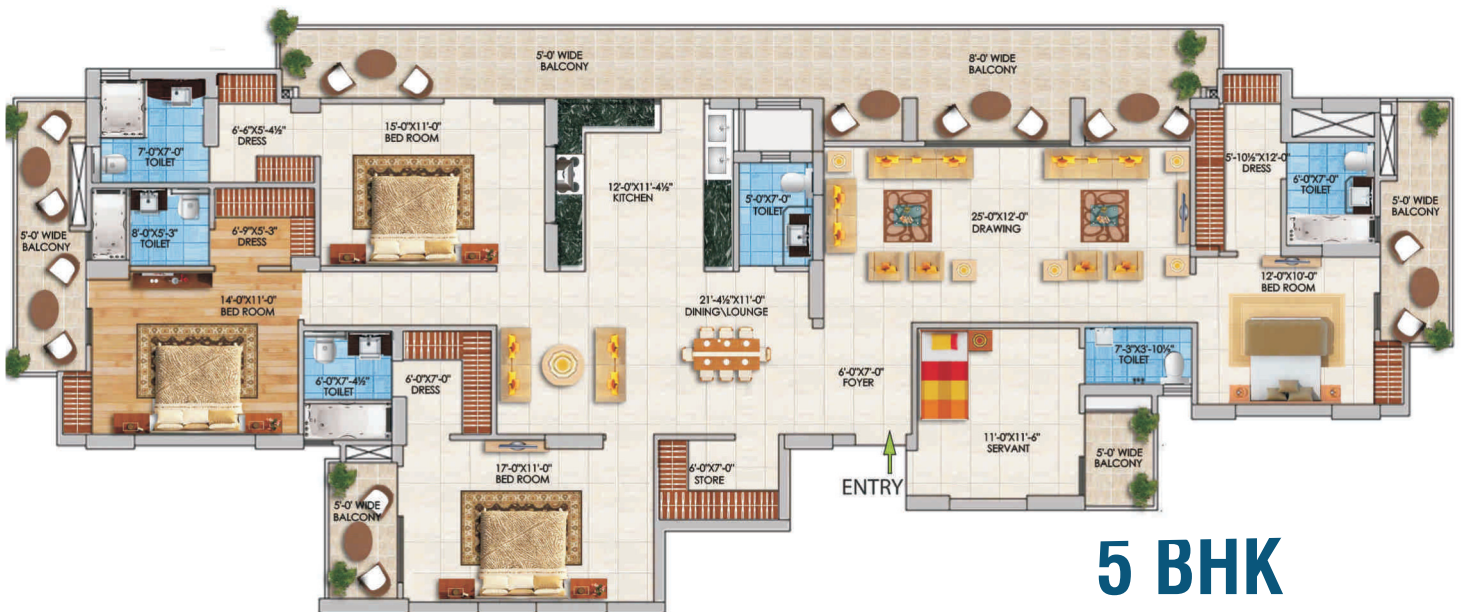 5'-0' WIDE
BALCONY
8'-0' WIDE
BALCONY
6'-6"X5'-4½"
DRESS
15'-0"X11'-0"
BED ROOM
7'-0"X7'-0"
TOILET
12'-0"X11'-4½"
KITCHEN
5'-0"X7'-0"
TOILET
25'-0"X12'-0"
DRAWING
5'-10½"X12'-0"
DRESS
6'-0"X7'-0"
TOILET
5'-0' WIDE
BALCONY
5'-0' WIDE
BALCONY
8'-0"X5'-3"
TOILET
6'-9"X5'-3"
DRESS
12'-0"X10'-0"
BED ROOM
14'-0"X11'-0"
BED ROOM
21'-4½"X11'-0"
DINING\LOUNGE
6'-0"X7'-4½"
TOILET
6'-0"X7'-0"
DRESS
6'-0"X7'-0"
FOYER
7'-3"X3'-10½"
TOILET
11'-0"X11'-6"
SERVANT
5'-0' WIDE
BALCONY
17'-0"X11'-0"
BED ROOM
6'-0"X7'-0"
STORE
ENTRY
5'-0' WIDE
BALCONY
5 BHK